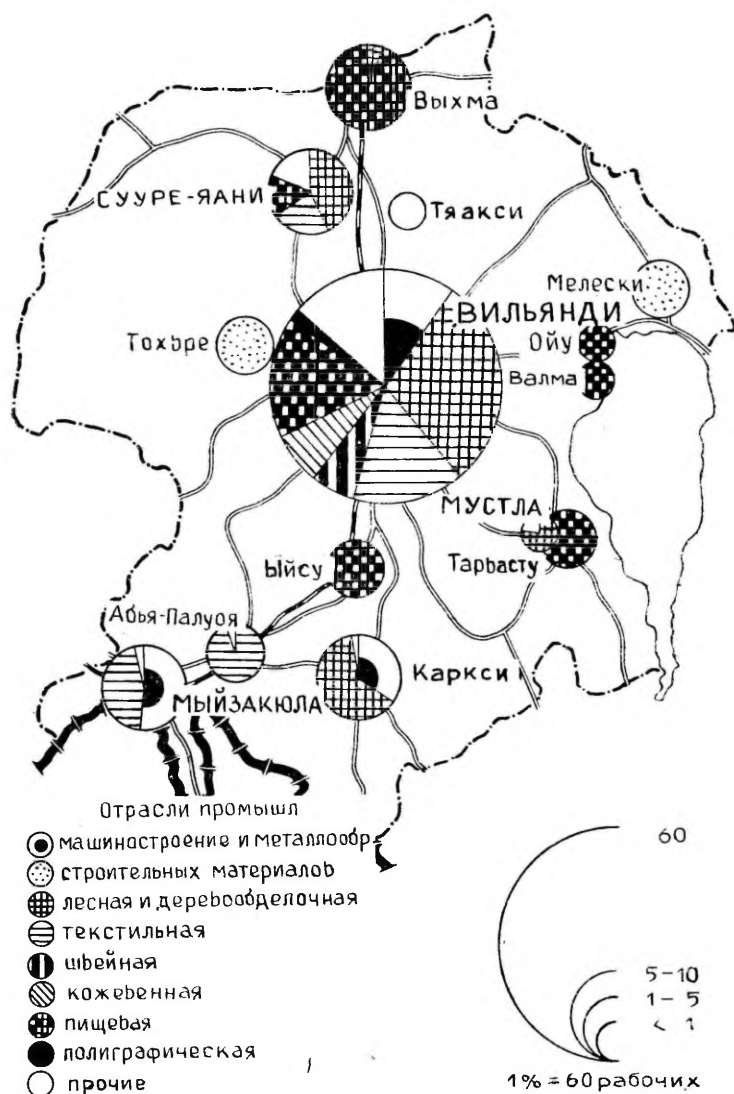 Выхма
СУУРЕ-ЯАНИ
Тяакси
Мелески
ВИЛЬЯНДИ
Тохвре
Ойу
Валма
МУСТЛА
Ыйсу
Тарвасту
Абья-Палуоя
Каркси
МЫЙЗАКЮЛА
Отрасли промышл
машиностроение и металлообр.
строительных материалов
лесная и деревообделочная
текстильная
швейная
кожевенная
пищевая
полиграфическая
прочие
60
5-10
1-5
< 1
1% = 60 рабочих